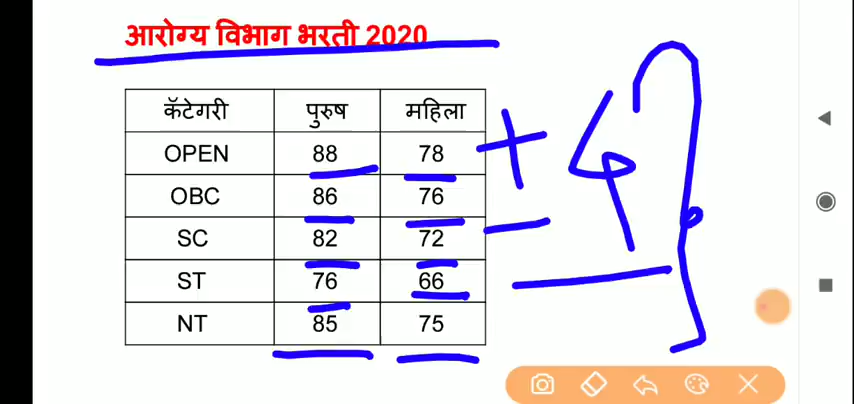 आरोग्य विभाग भरती 2020
कॅटेगरी पुरुष महिला
OPEN 88 78
OBC 86 76
SC 82 72
ST 76 66
NT 85 75